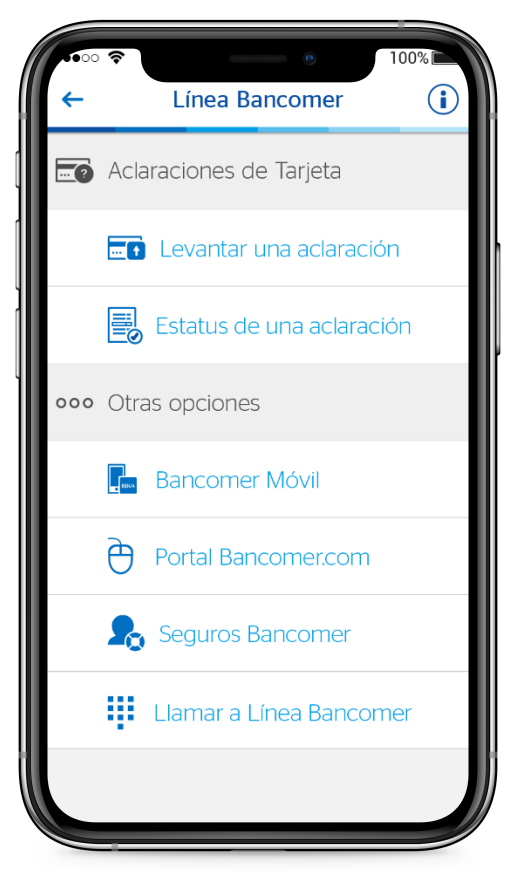 100%
Línea Bancomer
Aclaraciones de Tarjeta
Levantar una aclaración
Estatus de una aclaración
Otras opciones
Bancomer Móvil
BBVA
Portal Bancomer.com
Seguros Bancomer
Llamar a Línea Bancomer